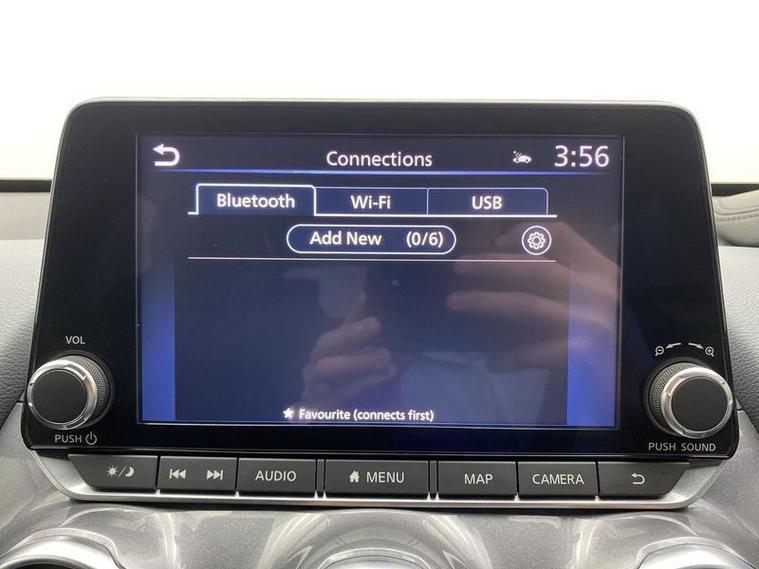 Connections 3:56
Bluetooth Wi-Fi USB
Add New (0/6)
★ Favourite (connects first)
VOL
PUSH
PUSH SOUND
AUDIO MENU MAP CAMERA